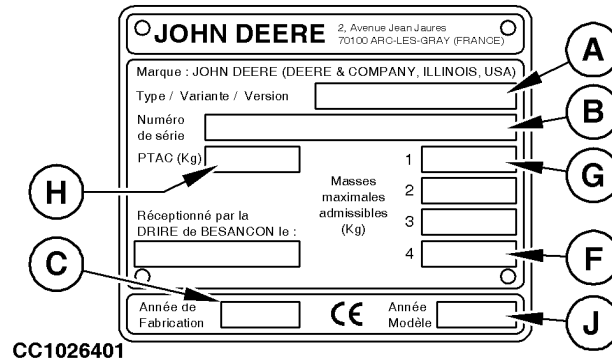 JOHN DEERE
2, Avenue Jean Jaures
70100 ARC-LES-GRAY (FRANCE)
Marque : JOHN DEERE (DEERE & COMPANY, ILLINOIS, USA)
A
Type / Variante / Version
B
Numéro
de série
PTAC (Kg)
1
G
H
Masses
maximales
admissibles
(Kg)
2
3
4
Réceptionné par la
DRIRE de BESANCON le :
F
C
Année de
Fabrication
CE
Année
Modèle
J
CC1026401